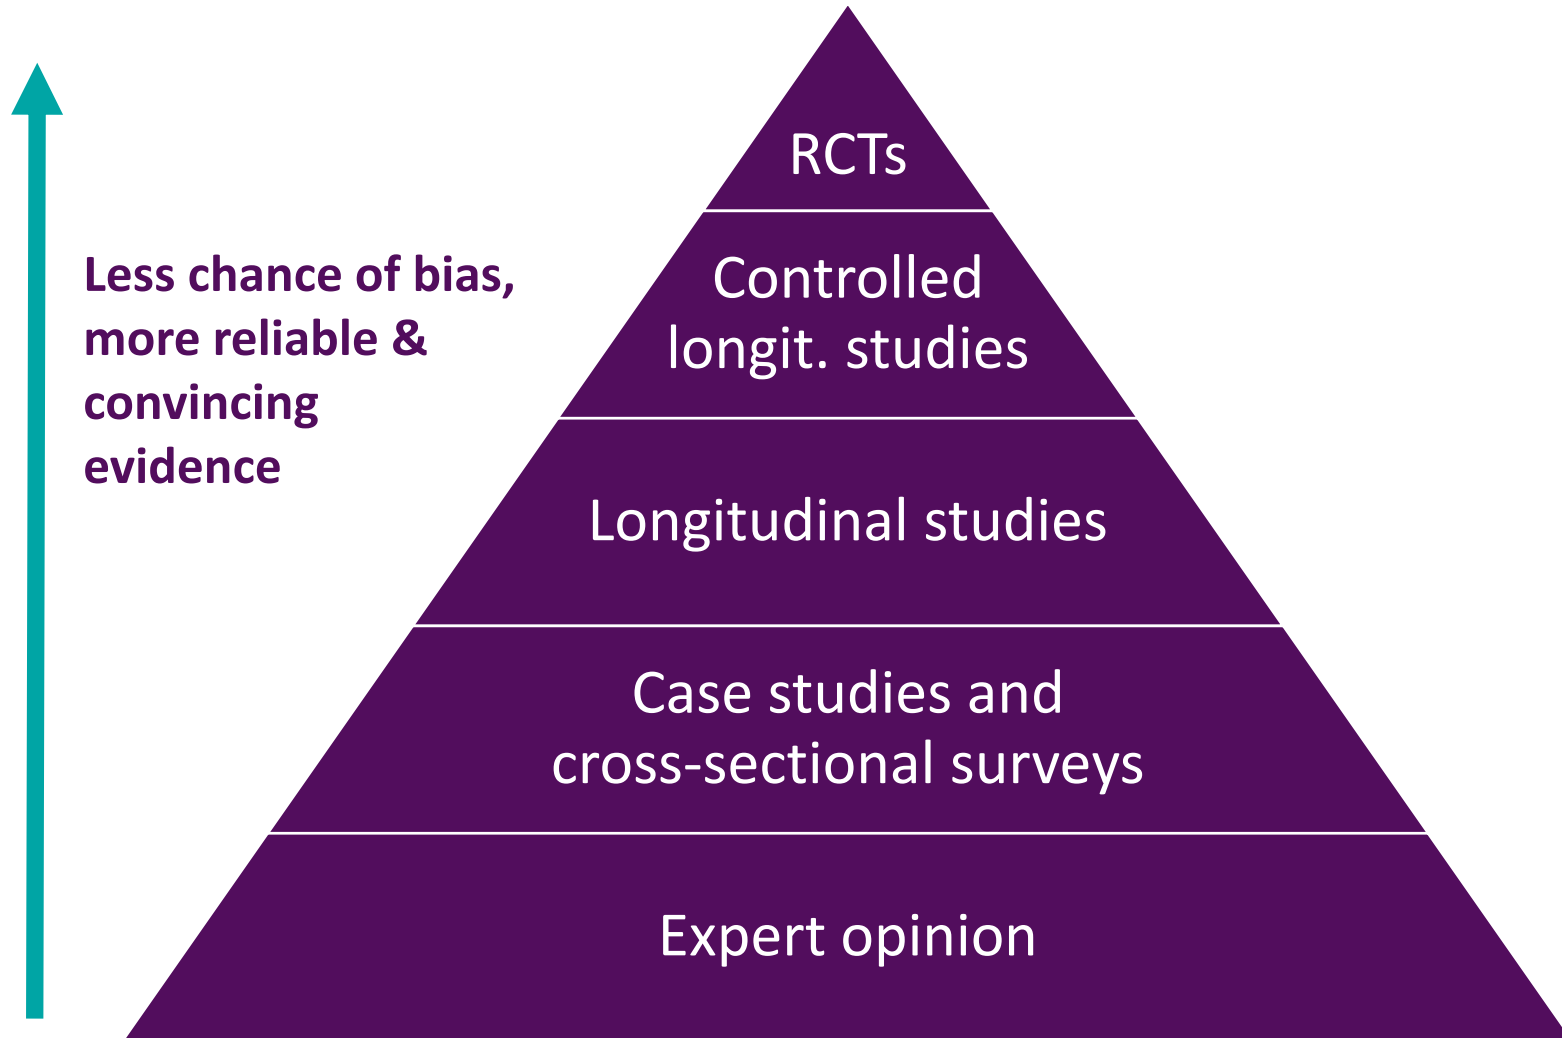 RCTs
Controlled
longit. studies
Less chance of bias,
more reliable &
convincing
evidence
Longitudinal studies
Case studies and
cross-sectional surveys
Expert opinion